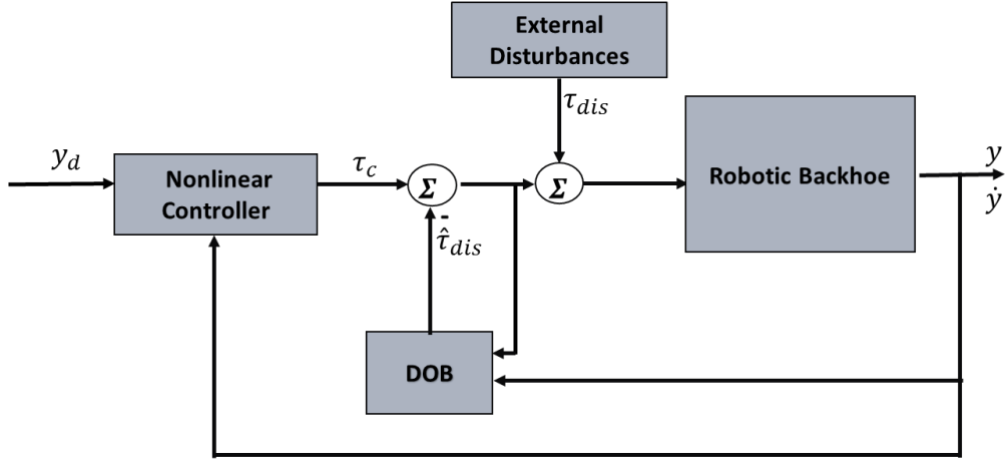 External
Disturbances
τ_dis
y_d
Nonlinear
Controller
τ_c
Σ
Σ
Robotic Backhoe
y
ẏ
-
τ̂_dis
DOB